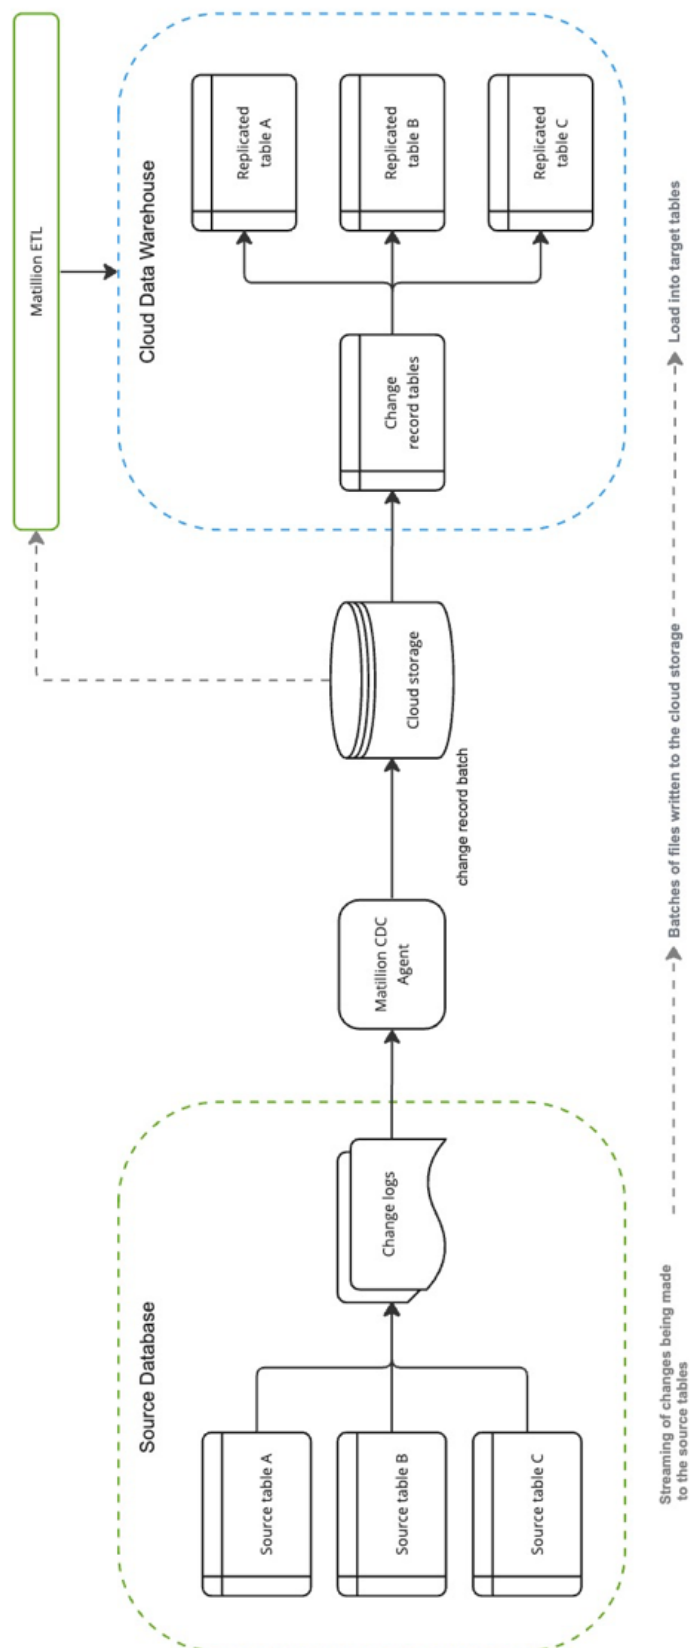 Matillion ETL
Source Database
Cloud Data Warehouse
Source table A
Source table B
Source table C
Change logs
Matillion CDC
Agent
change record batch
Cloud storage
Change
record tables
Replicated
table A
Replicated
table B
Replicated
table C
Streaming of changes being made
to the source tables
Batches of files written to the cloud storage
Load into target tables